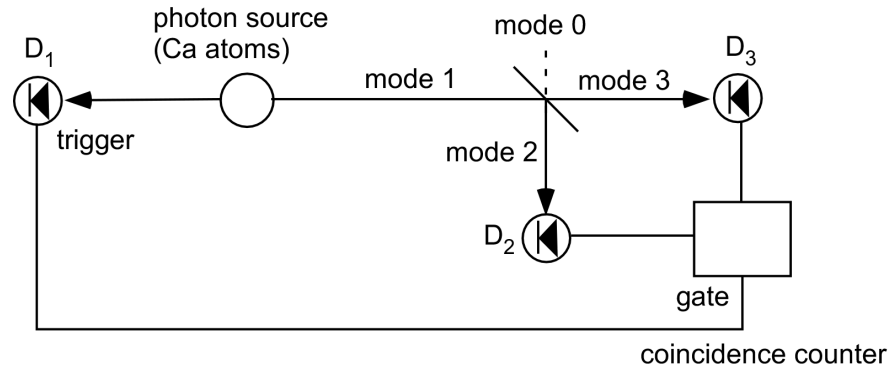 photon source
(Ca atoms)
mode 0
D1
D3
mode 1
mode 3
trigger
mode 2
D2
gate
coincidence counter